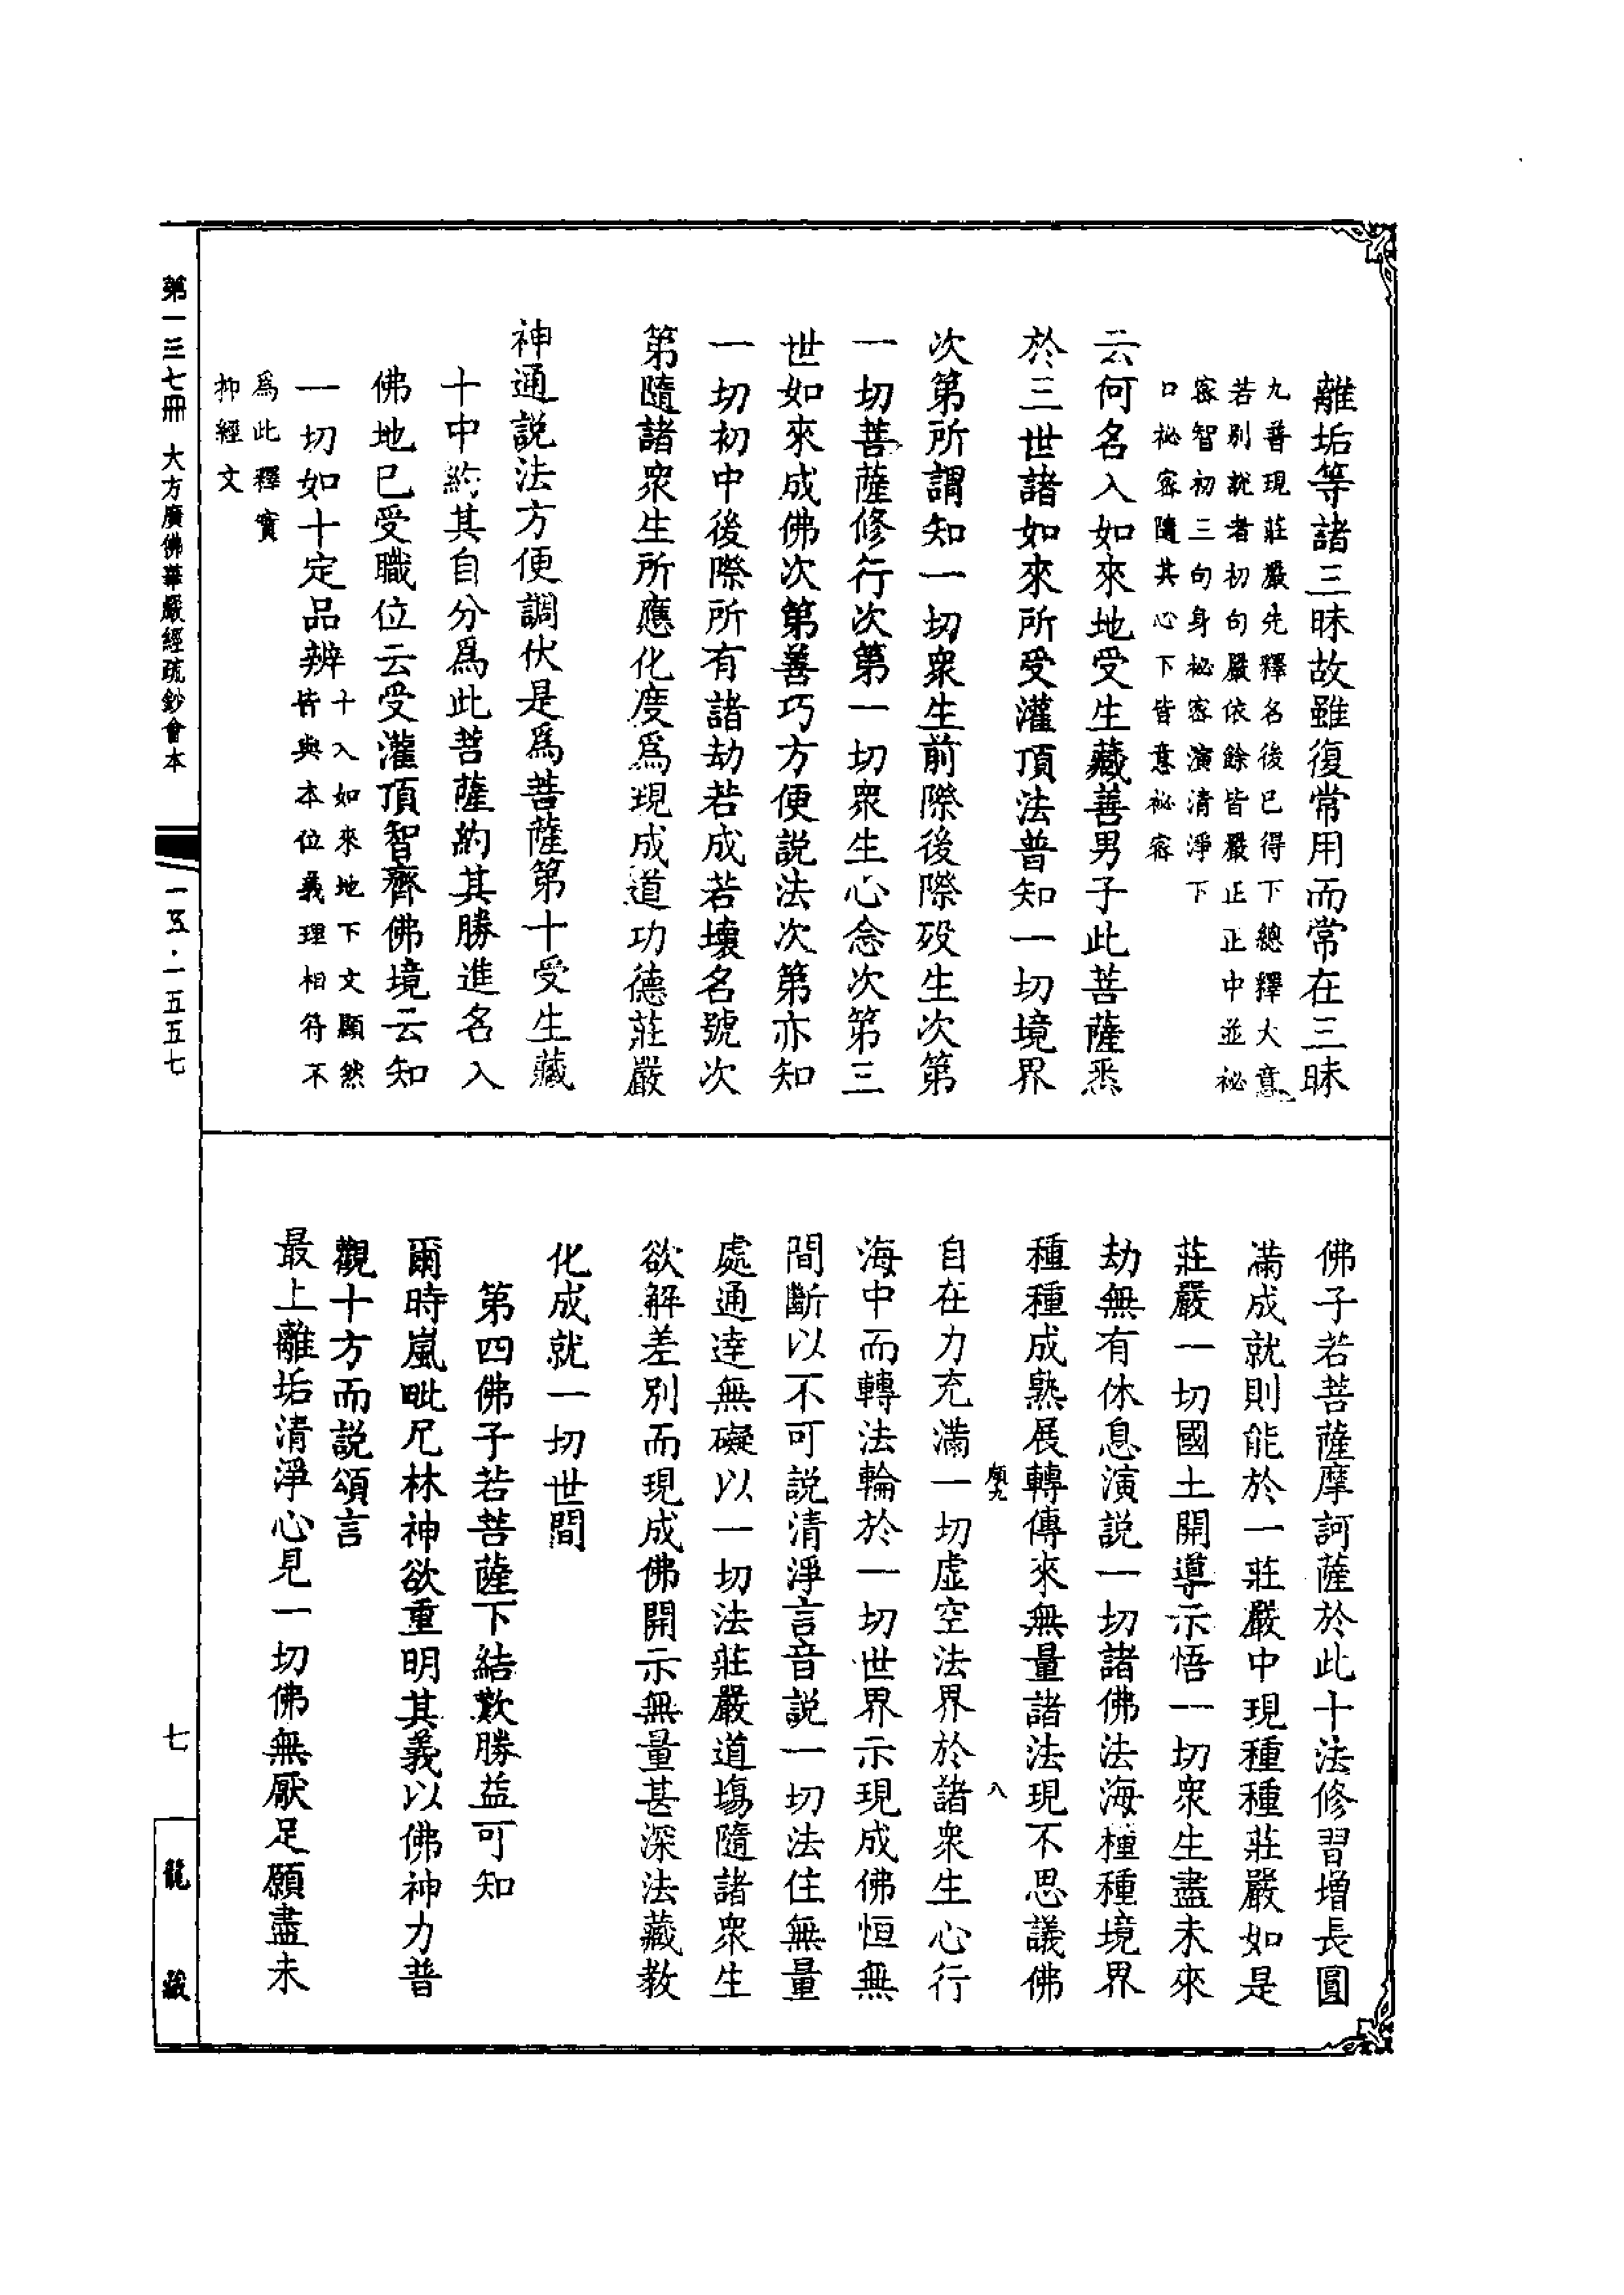 離垢等諸三昧故雖復常用而常在三昧
九普現莊嚴先釋名後已得下總釋大意
若別說者初句嚴依餘皆嚴正正中並祕
密智初三句身祕密演清淨下
口祕密隨其心下皆意祕密
云何名入如來地受生藏善男子此菩薩悉
於三世諸如來所受灌頂法普知一切境界
次第所謂知一切衆生前際後際歿生次第
一切菩薩修行次第一切衆生心念次第三
世如來成佛次第善巧方便說法次第亦知
一切初中後際所有諸劫若成若壞名號次
第隨諸衆生所應化度爲現成道功德莊嚴
神通說法方便調伏是爲菩薩第十受生藏
十中約其自分爲此菩薩約其勝進名入
佛地已受職位云受灌頂智齊佛境云知
一切如十定品辨十入如來地下文顯然
皆與本位義理相符不
爲此釋實
抑經文
佛子若菩薩摩訶薩於此十法修習增長圓
滿成就則能於一莊嚴中現種種莊嚴如是
莊嚴一切國土開導示悟一切衆生盡未來
劫無有休息演說一切諸佛法海種種境界
種種成熟展轉傳來無量諸法現不思議佛
願九
八
自在力充滿一切虛空法界於諸衆生心行
海中而轉法輪於一切世界示現成佛恒無
間斷以不可說清淨言音說一切法住無量
處通達無礙以一切法莊嚴道場隨諸衆生
欲解差別而現成佛開示無量甚深法藏教
化成就一切世間
第四佛子若菩薩下結歎勝益可知
爾時嵐毗尼林神欲重明其義以佛神力普
觀十方而說頌言
最上離垢清淨心見一切佛無厭足願盡未
第一三七冊 大方廣佛華嚴經疏鈔會本
一五·一五五七
七
龍藏